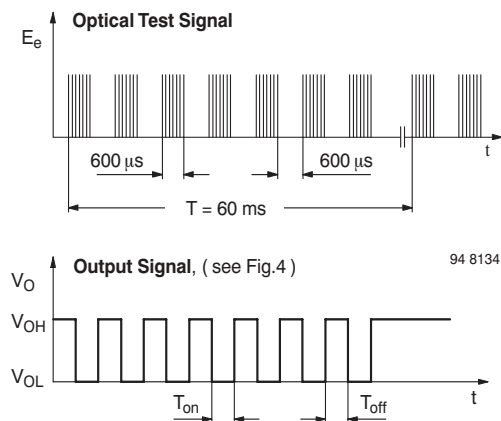 Optical Test Signal
E_e
600 µs
600 µs
t
T = 60 ms
94 8134
Output Signal, ( see Fig.4 )
V_O
V_OH
V_OL
t
T_on
T_off